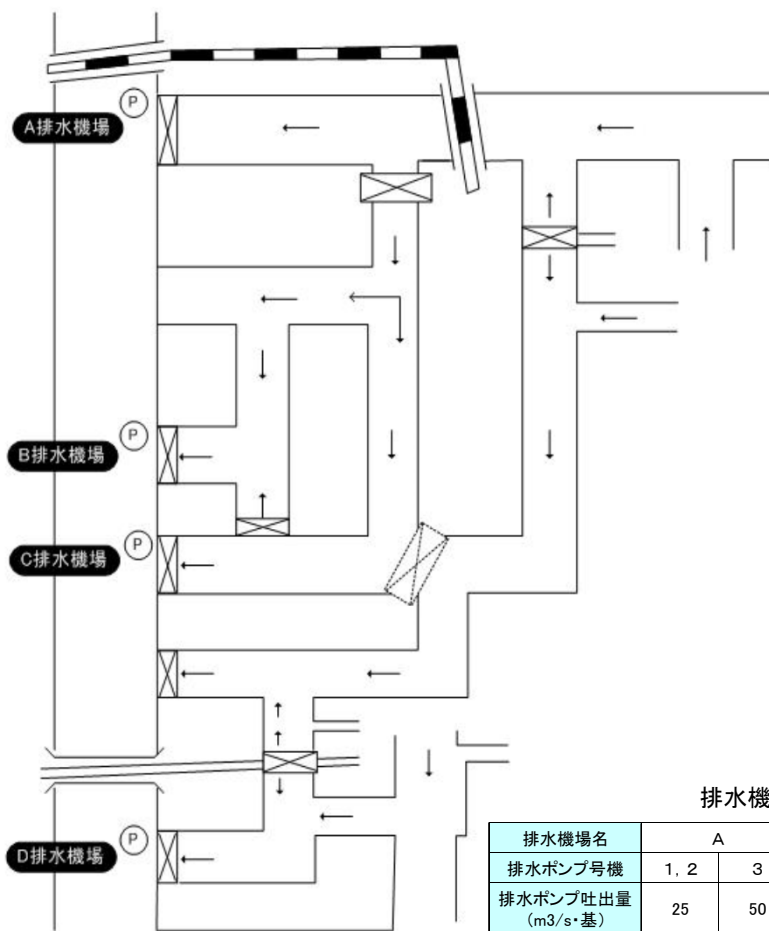 P
A排水機場
P
B排水機場
P
C排水機場
P
D排水機場
排水機
排水機場名 A
排水ポンプ号機 1, 2 3
排水ポンプ吐出量
(m3/s・基) 25 50